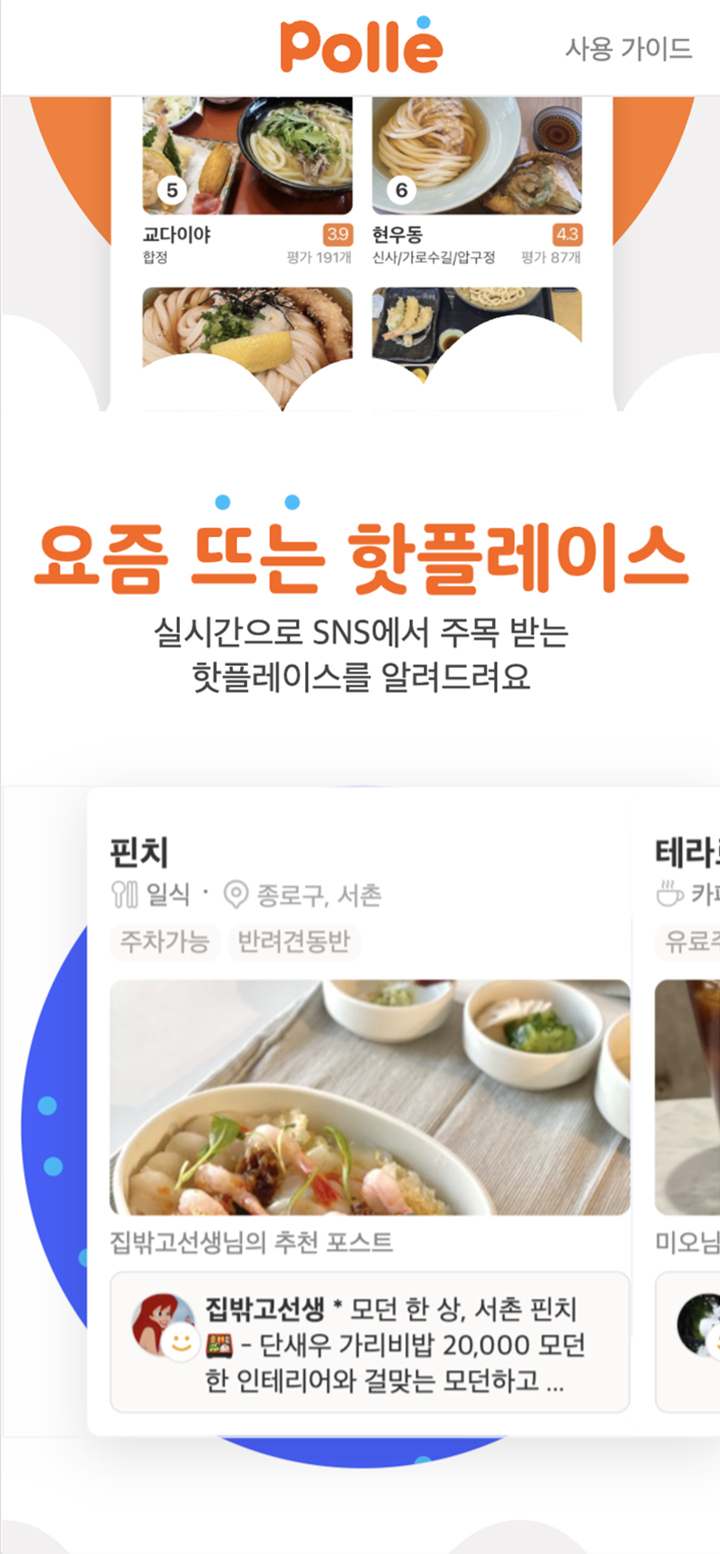 Polle
사용 가이드
5
6
교다이야 3.9
합정 평가 191개
현우동 4.3
신사/가로수길/압구정 평가 87개
요즘 뜨는 핫플레이스
실시간으로 SNS에서 주목 받는
핫플레이스를 알려드려요
핀치
일식 · 종로구, 서촌
주차가능 반려견동반
집밖고선생님의 추천 포스트
집밖고선생 * 모던 한 상, 서촌 핀치
🍱 - 단새우 가리비밥 20,000 모던
한 인테리어와 걸맞는 모던하고 ...
테라
카
유료
미오님